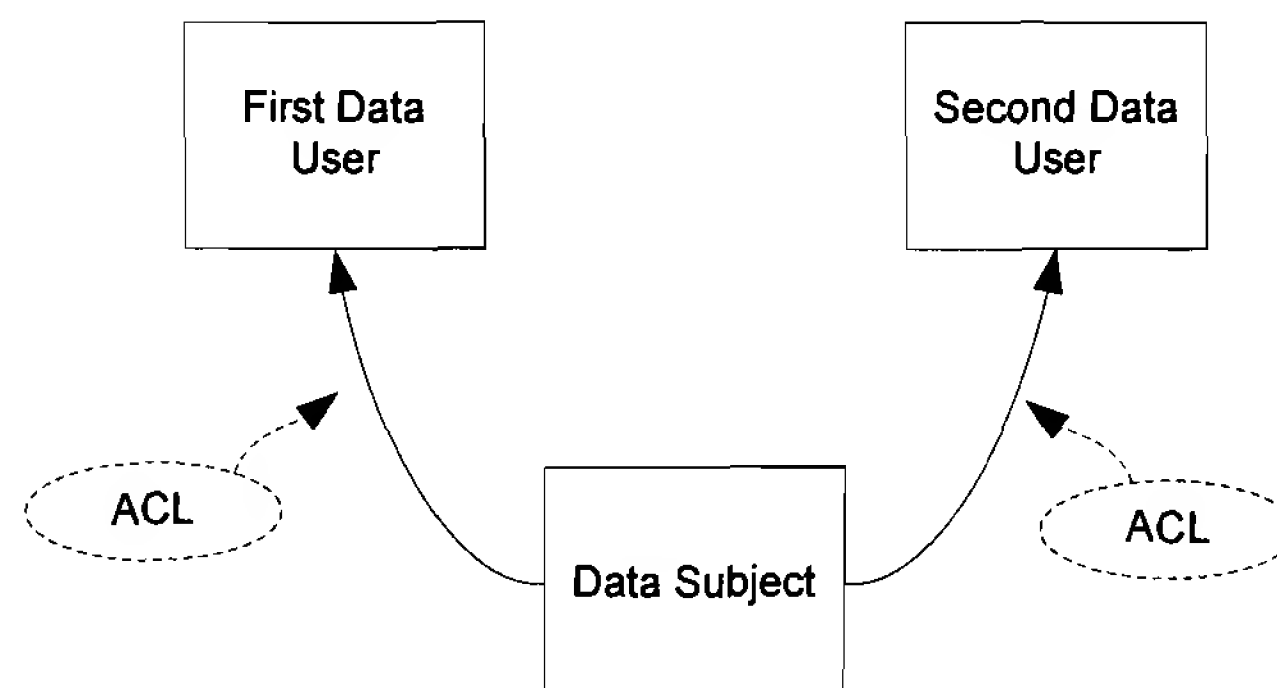 First Data
User
Second Data
User
ACL
ACL
Data Subject